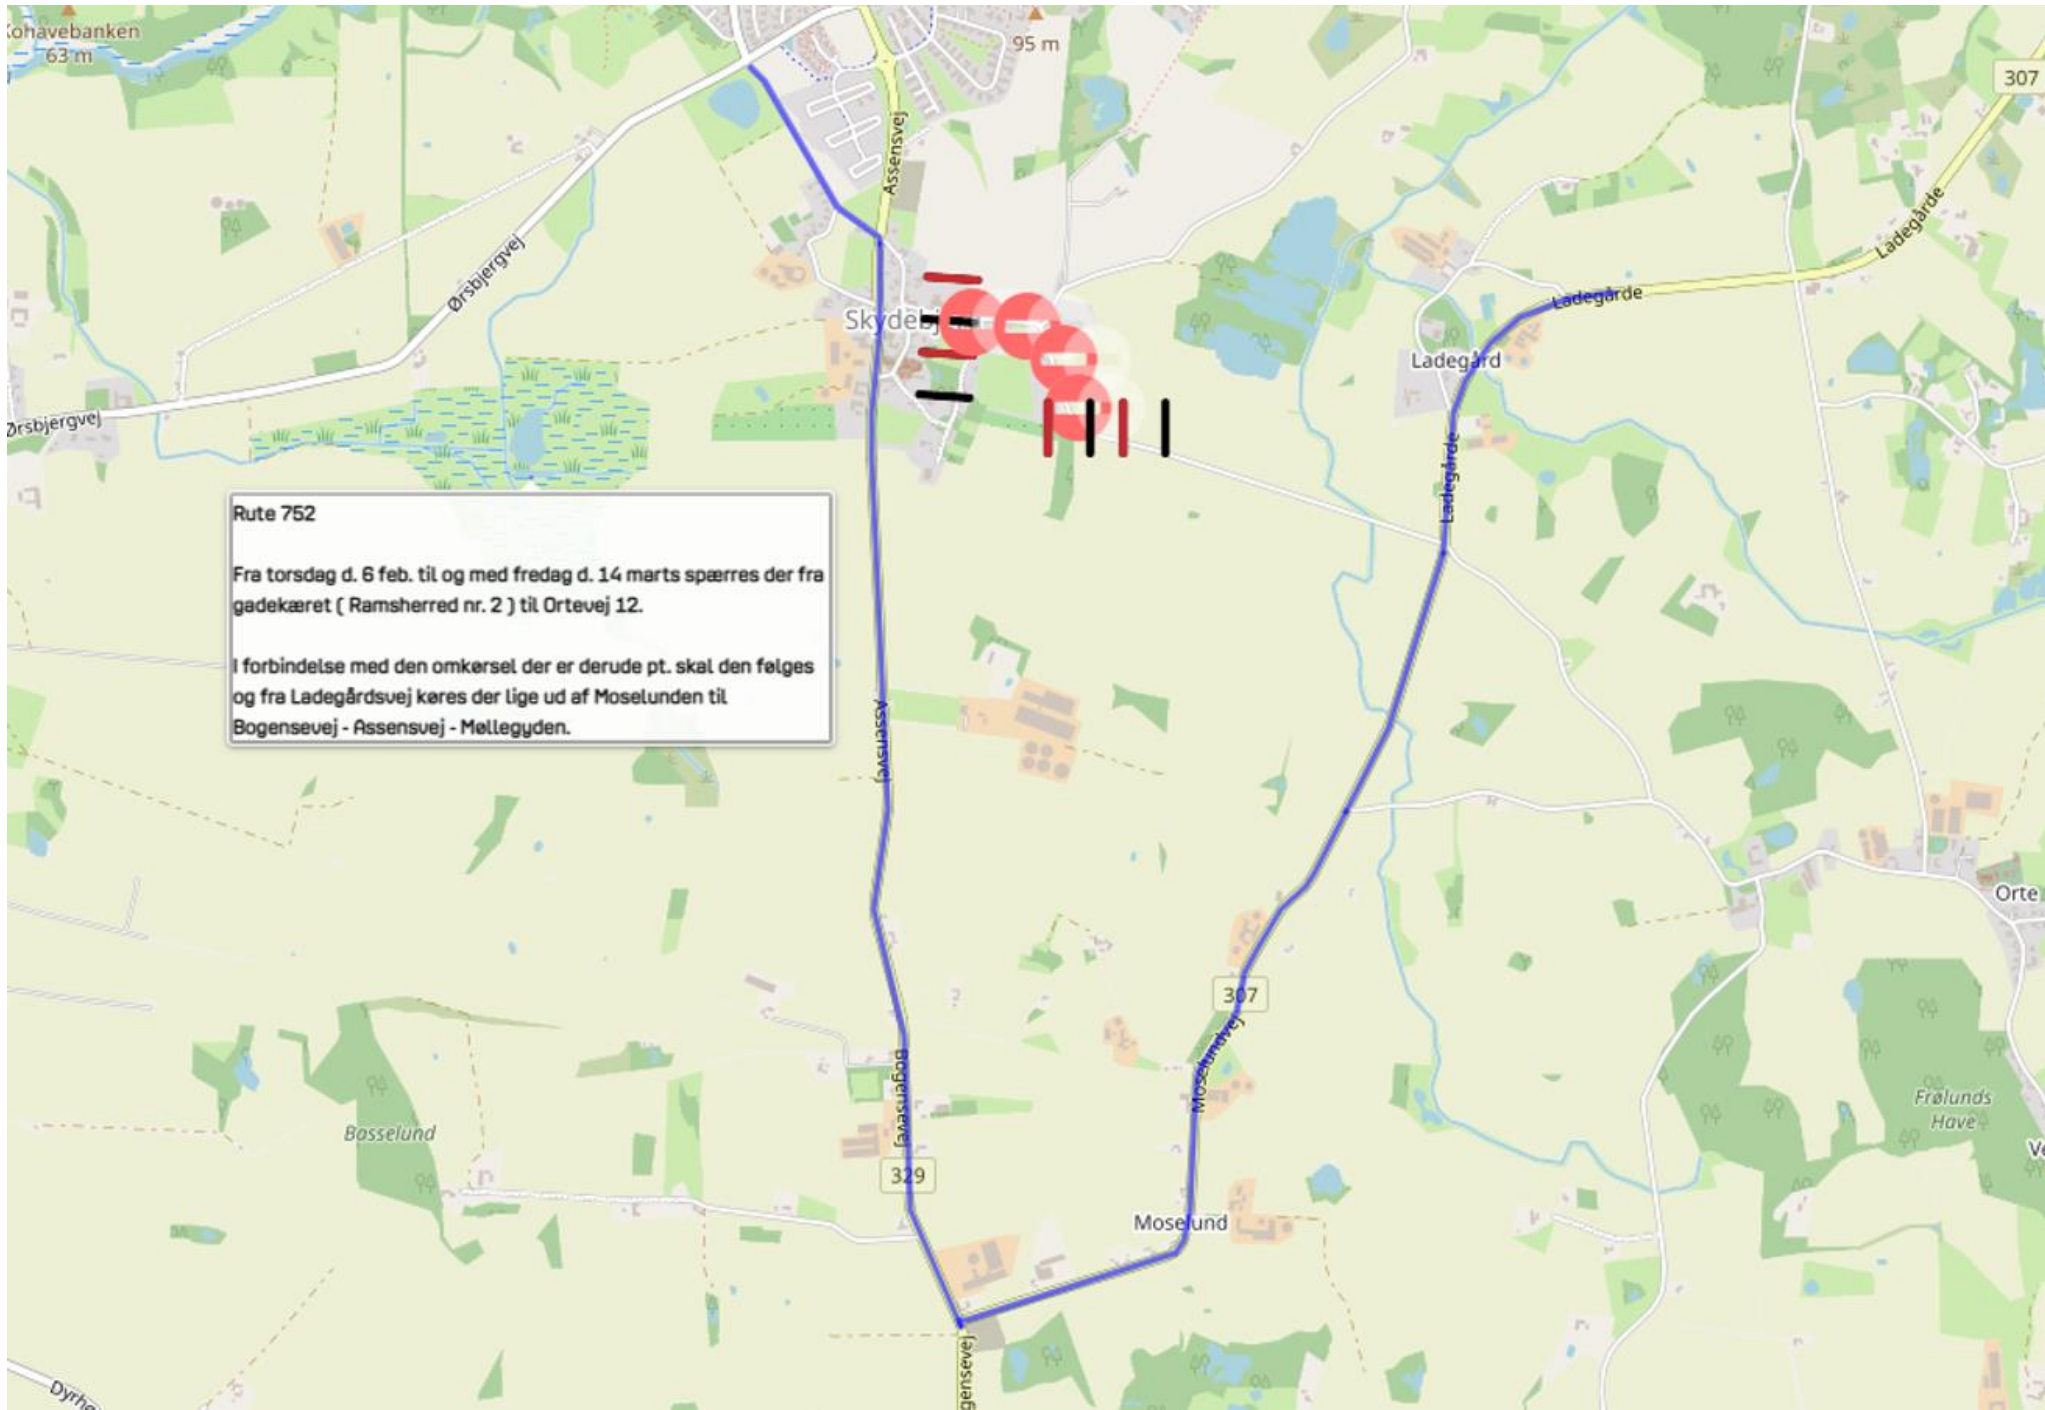 Kohavebanken
63 m
95 m
307
Assensvej
Ladegårde
Ørsbjergvej
Ladegårde
Ladegård
Ørsbjergvej
Ladegårde
Rute 752
Fra torsdag d. 6 feb. til og med fredag d. 14 marts spærres der fra
gadekæret ( Ramsherred nr. 2 ) til Ortevej 12.
I forbindelse med den omkørsel der er derude pt. skal den følges
og fra Ladegårdsvej køres der lige ud af Moselunden til
Bogensevej - Assensvej - Møllegyden.
Assensvej
Orte
307
Moselundvej
Bogensevej
Frølunds
Have
Basselund
329
Moselund
gensevej